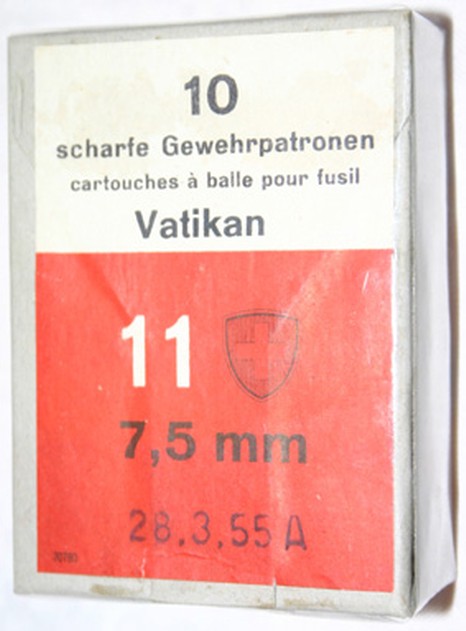 10
scharfe Gewehrpatronen
cartouches à balle pour fusil
Vatikan
11
7,5 mm
28.3.55 A